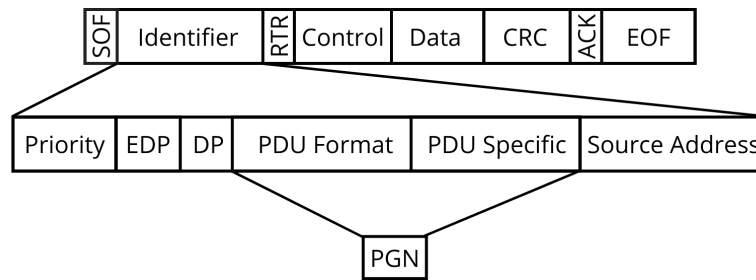 SOF Identifier RTR Control Data CRC ACK EOF
Priority EDP DP PDU Format PDU Specific Source Address
PGN